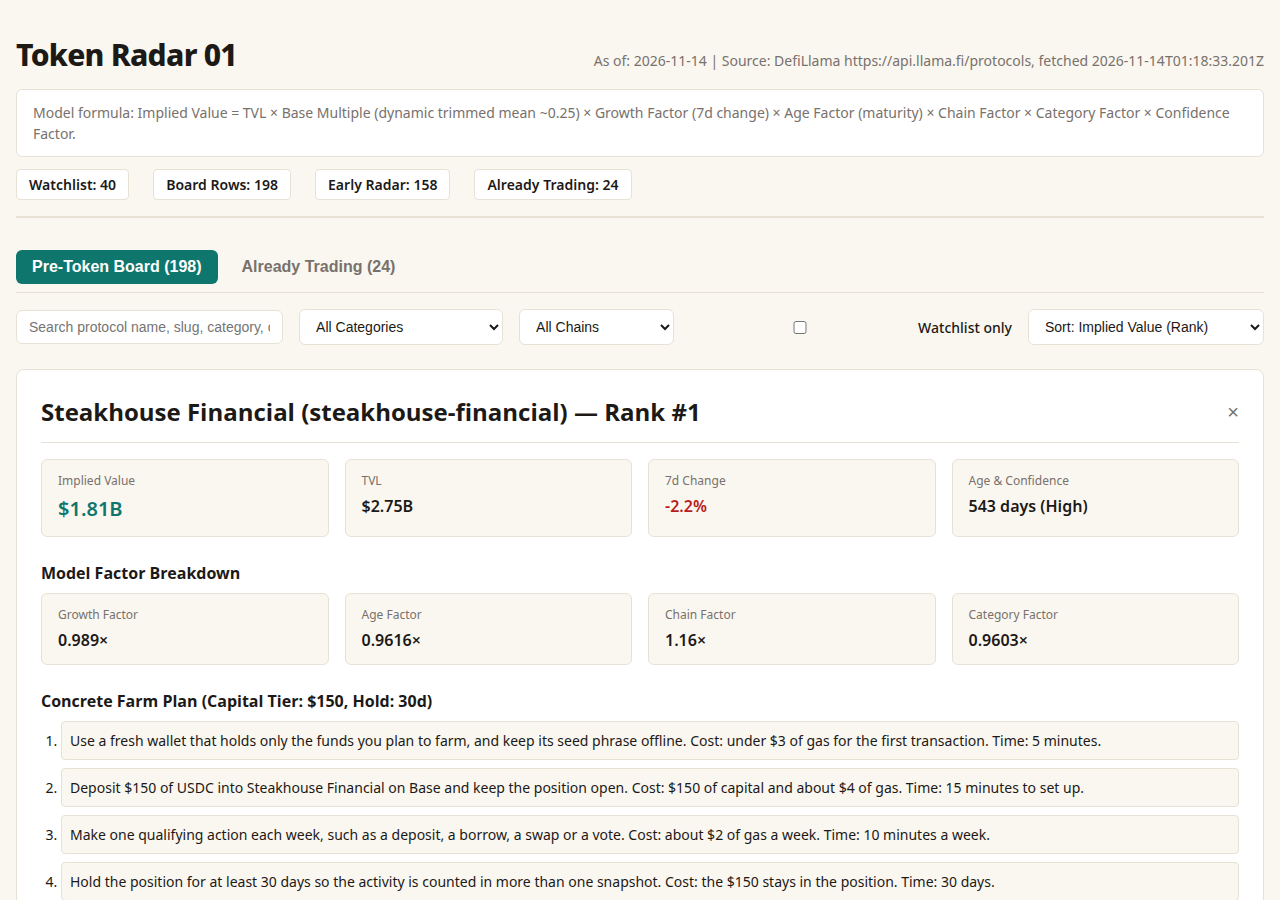 Token Radar 01
As of: 2026-11-14 | Source: DefiLlama https://api.llama.fi/protocols, fetched 2026-11-14T01:18:33.201Z
Model formula: Implied Value = TVL × Base Multiple (dynamic trimmed mean ~0.25) × Growth Factor (7d change) × Age Factor (maturity) × Chain Factor × Category Factor × Confidence
Factor.
Watchlist: 40
Board Rows: 198
Early Radar: 158
Already Trading: 24
Pre-Token Board (198)
Already Trading (24)
Search protocol name, slug, category,
All Categories
All Chains
Watchlist only
Sort: Implied Value (Rank)
Steakhouse Financial (steakhouse-financial) — Rank #1
×
Implied Value
$1.81B
TVL
$2.75B
7d Change
-2.2%
Age & Confidence
543 days (High)
Model Factor Breakdown
Growth Factor
0.989×
Age Factor
0.9616×
Chain Factor
1.16×
Category Factor
0.9603×
Concrete Farm Plan (Capital Tier: $150, Hold: 30d)
1. Use a fresh wallet that holds only the funds you plan to farm, and keep its seed phrase offline. Cost: under $3 of gas for the first transaction. Time: 5 minutes.
2. Deposit $150 of USDC into Steakhouse Financial on Base and keep the position open. Cost: $150 of capital and about $4 of gas. Time: 15 minutes to set up.
3. Make one qualifying action each week, such as a deposit, a borrow, a swap or a vote. Cost: about $2 of gas a week. Time: 10 minutes a week.
4. Hold the position for at least 30 days so the activity is counted in more than one snapshot. Cost: the $150 stays in the position. Time: 30 days.